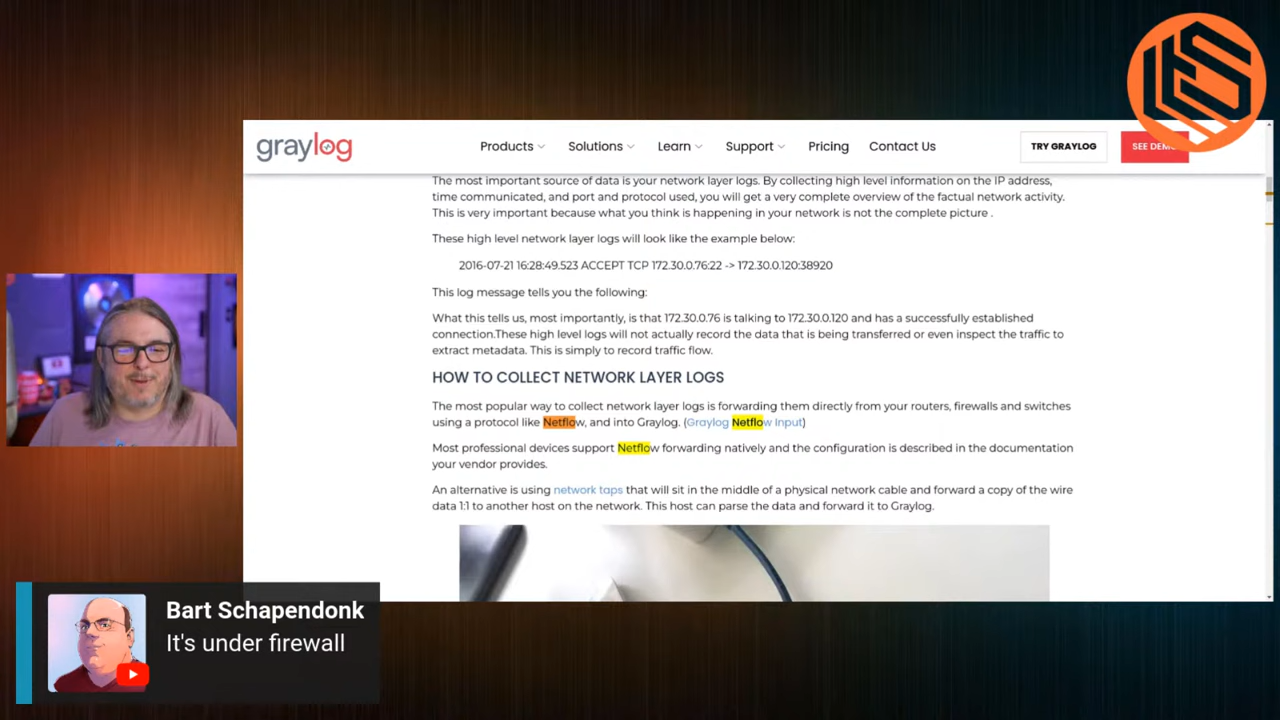 graylog
Products
Solutions
Learn
Support
Pricing
Contact Us
TRY GRAYLOG
SEE DEMO
The most important source of data is your network layer logs. By collecting high level information on the IP address,
time communicated, and port and protocol used, you will get a very complete overview of the factual network activity.
This is very important because what you think is happening in your network is not the complete picture .
These high level network layer logs will look like the example below:
2016-07-21 16:28:49.523 ACCEPT TCP 172.30.0.76:22 -> 172.30.0.120:38920
This log message tells you the following:
What this tells us, most importantly, is that 172.30.0.76 is talking to 172.30.0.120 and has a successfully established
connection.These high level logs will not actually record the data that is being transferred or even inspect the traffic to
extract metadata. This is simply to record traffic flow.
HOW TO COLLECT NETWORK LAYER LOGS
The most popular way to collect network layer logs is forwarding them directly from your routers, firewalls and switches
using a protocol like Netflow, and into Graylog. (Graylog Netflow Input)
Most professional devices support Netflow forwarding natively and the configuration is described in the documentation
your vendor provides.
An alternative is using network taps that will sit in the middle of a physical network cable and forward a copy of the wire
data 1:1 to another host on the network. This host can parse the data and forward it to Graylog.
Bart Schapendonk
It's under firewall